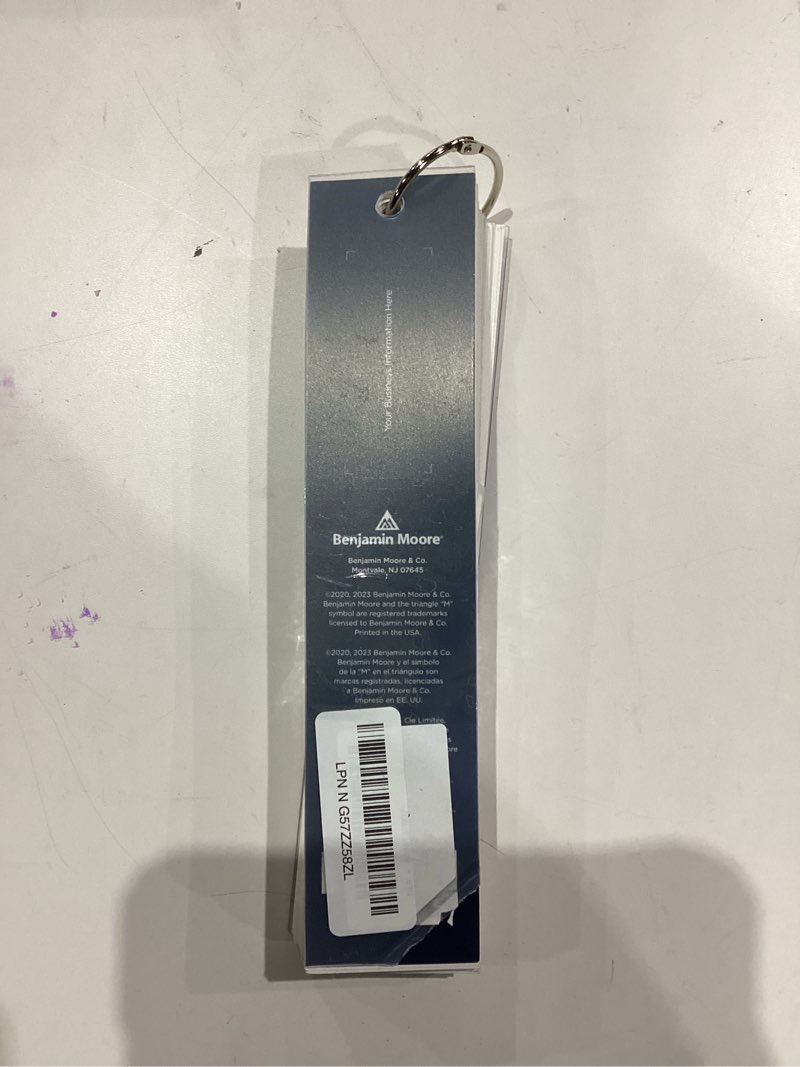 Your Business Information Here
Benjamin Moore®
Benjamin Moore & Co.
Montvale, NJ 07645
©2020, 2023 Benjamin Moore & Co.
Benjamin Moore and the triangle "M"
symbol are registered trademarks
licensed to Benjamin Moore & Co.
Printed in the USA.
©2020, 2023 Benjamin Moore & Co.
Benjamin Moore y el símbolo
de la "M" en el triángulo son
marcas registradas, licenciadas
a Benjamin Moore & Co.
Impreso en EE. UU.
Cie Limitée,
LPN N G57ZZ58ZL